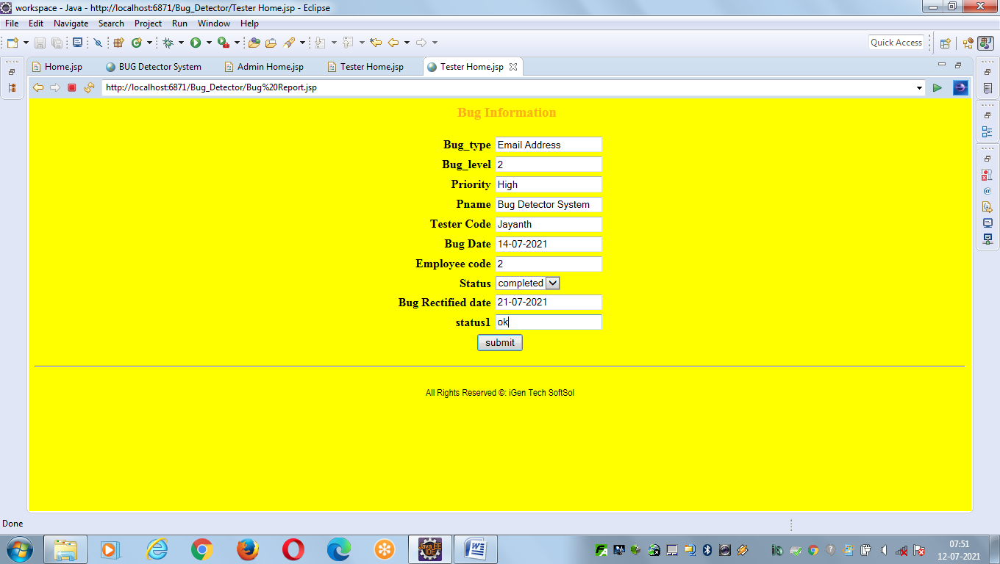 workspace - Java - http://localhost:6871/Bug_Detector/Tester Home.jsp - Eclipse
File Edit Navigate Search Project Run Window Help
Quick Access
Home.jsp BUG Detector System Admin Home.jsp Tester Home.jsp Tester Home.jsp
http://localhost:6871/Bug_Detector/Bug%20Report.jsp
Bug Information
Bug_type Email Address
Bug_level 2
Priority High
Pname Bug Detector System
Tester Code Jayanth
Bug Date 14-07-2021
Employee code 2
Status completed
Bug Rectified date 21-07-2021
status1 ok
submit
All Rights Reserved ©: iGen Tech SoftSol
Done
Java EE
IDE
07:51
12-07-2021